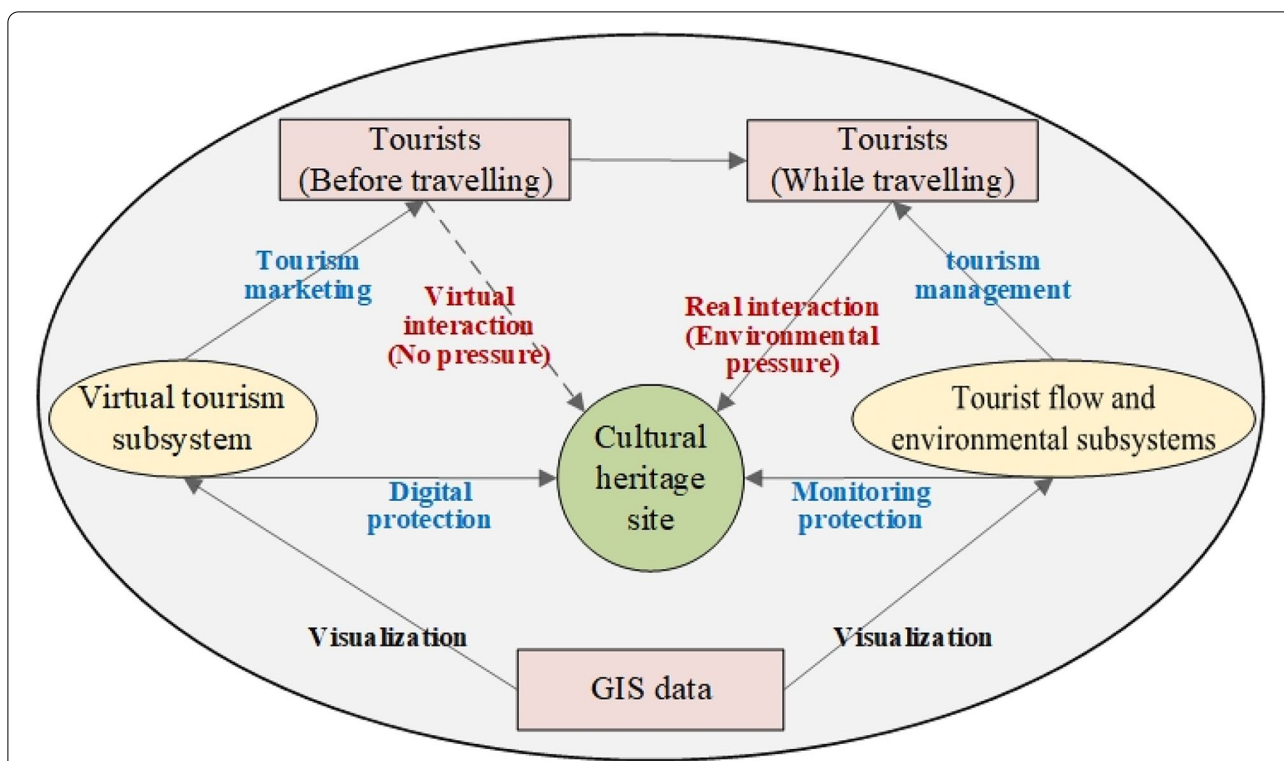 Tourists
(Before travelling)
Tourists
(While travelling)
Tourism
marketing
Virtual
interaction
(No pressure)
Real interaction
(Environmental
pressure)
tourism
management
Virtual tourism
subsystem
Cultural
heritage
site
Tourist flow and
environmental subsystems
Digital
protection
Monitoring
protection
Visualization
Visualization
GIS data